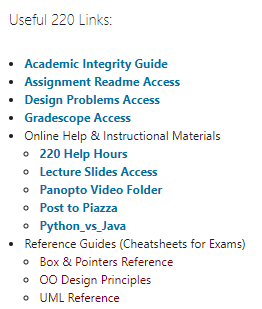 Useful 220 Links:
Academic Integrity Guide
Assignment Readme Access
Design Problems Access
Gradescope Access
Online Help & Instructional Materials
220 Help Hours
Lecture Slides Access
Panopto Video Folder
Post to Piazza
Python_vs_Java
Reference Guides (Cheatsheets for Exams)
Box & Pointers Reference
OO Design Principles
UML Reference